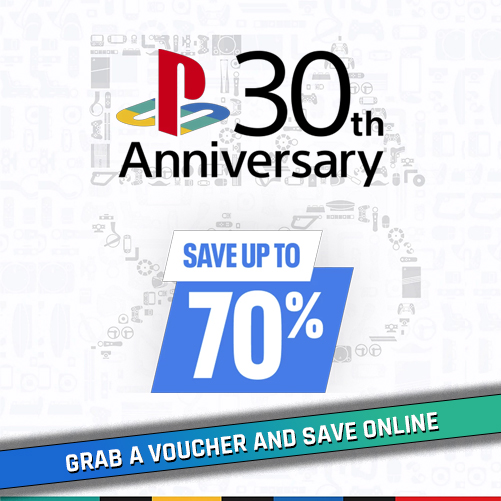 30th
Anniversary
SAVE UP TO
70%
GRAB A VOUCHER AND SAVE ONLINE